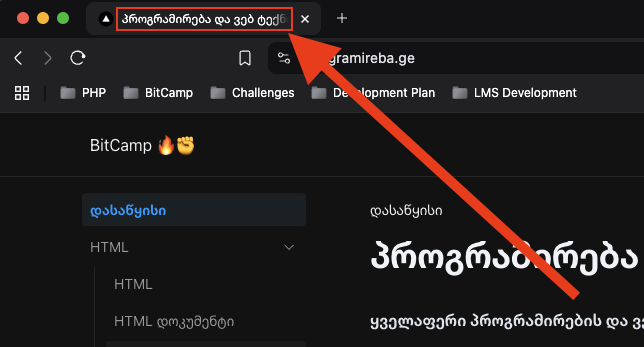 პროგრამირება და ვებ
gramireba.ge
PHP
BitCamp
Challenges
Development Plan
LMS Development
BitCamp 🔥✊
დასაწყისი
HTML
HTML
HTML დოკუმენტი
დასაწყისი
პროგრამირება
ყველაფერი პროგრამირების და